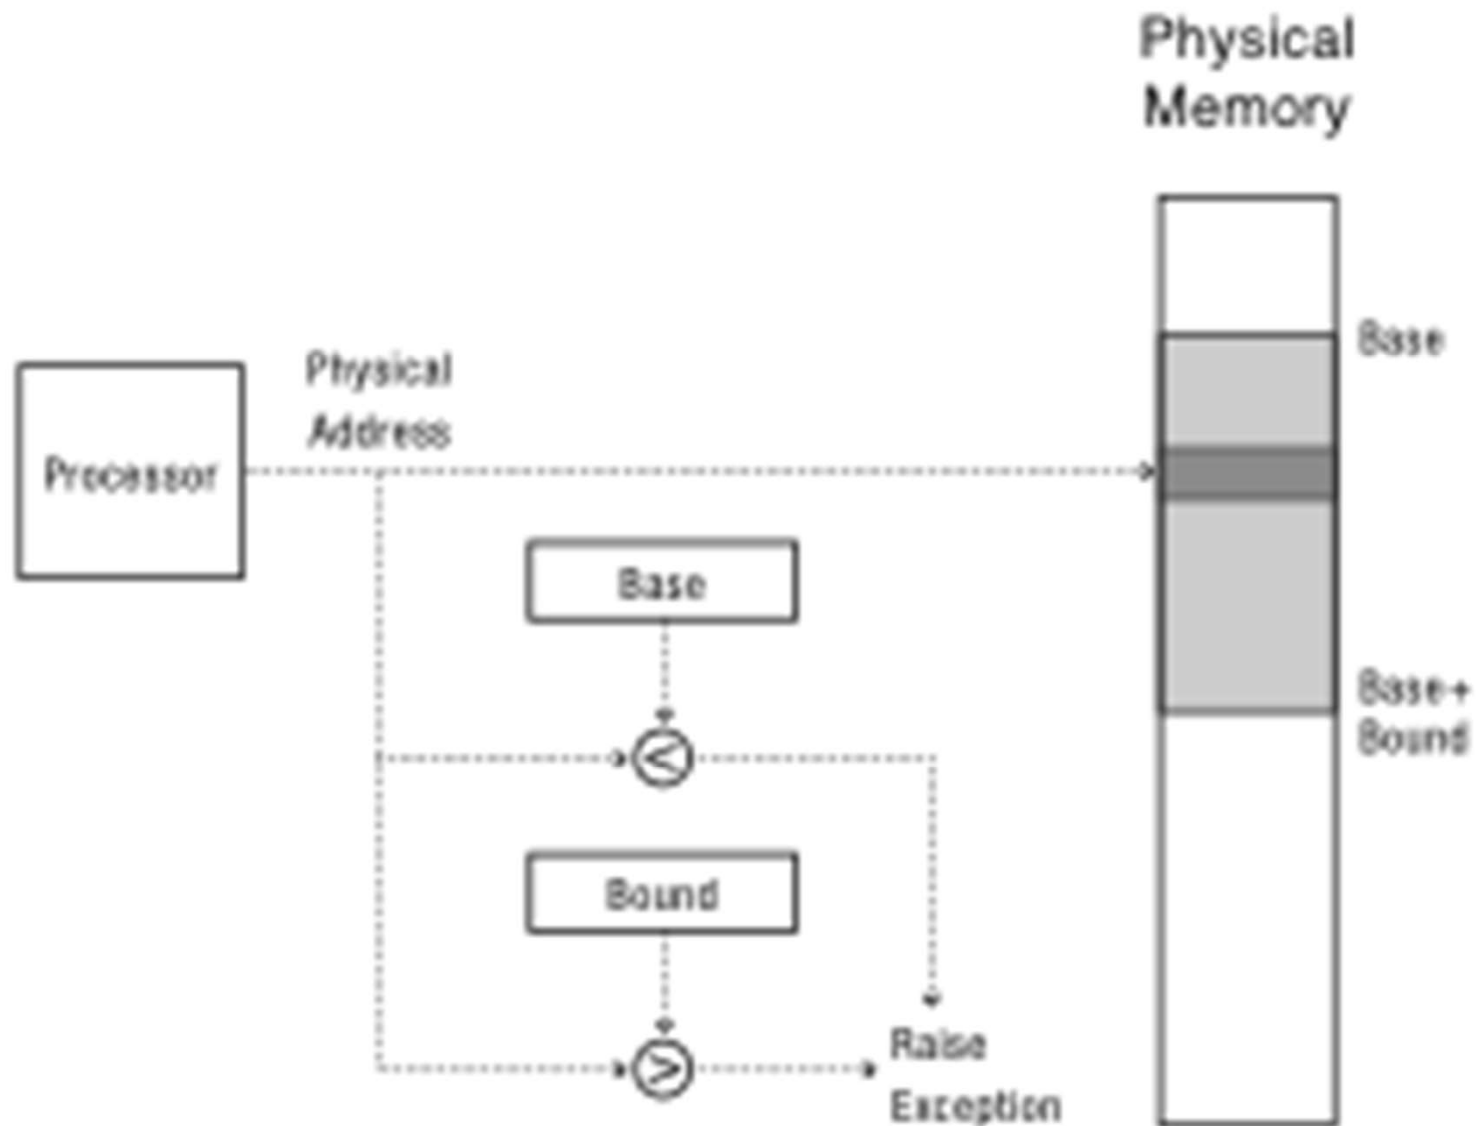 Physical
Memory
Base
Physical
Address
Processor
Base
<
Base+
Bound
Bound
>
Raise
Exception